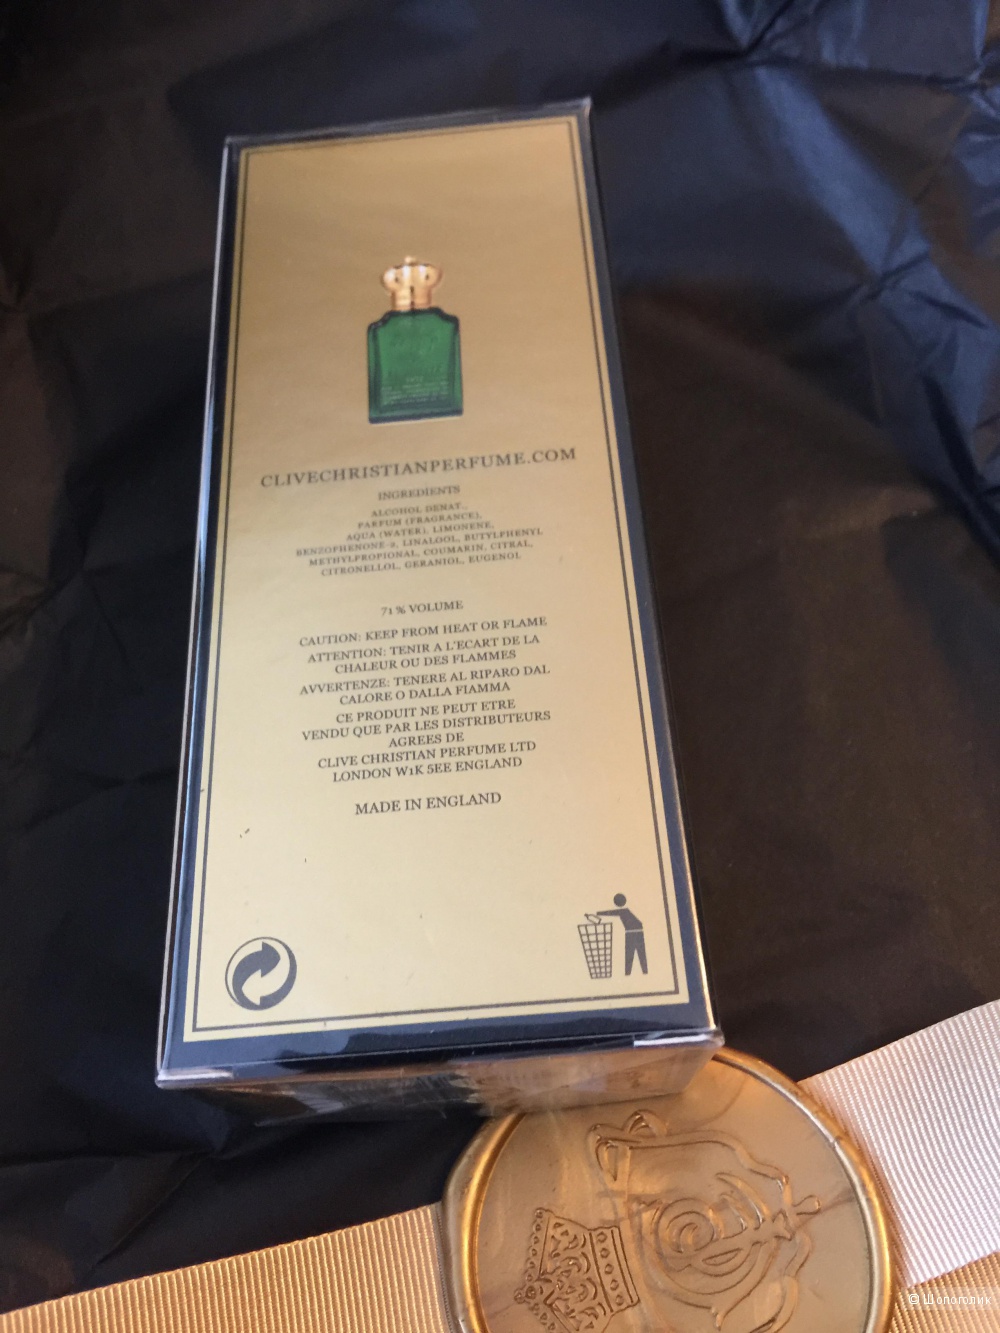 CLIVECHRISTIANPERFUME.COM
INGREDIENTS
ALCOHOL DENAT.,
PARFUM (FRAGRANCE),
AQUA (WATER), LIMONENE,
BENZOPHENONE-2, LINALOOL, BUTYLPHENYL
METHYLPROPIONAL, COUMARIN, CITRAL,
CITRONELLOL, GERANIOL, EUGENOL
71 % VOLUME
CAUTION: KEEP FROM HEAT OR FLAME
ATTENTION: TENIR A L'ECART DE LA
CHALEUR OU DES FLAMMES
AVVERTENZE: TENERE AL RIPARO DAL
CALORE O DALLA FIAMMA
CE PRODUIT NE PEUT ETRE
VENDU QUE PAR LES DISTRIBUTEURS
AGREES DE
CLIVE CHRISTIAN PERFUME LTD
LONDON W1K 5EE ENGLAND
MADE IN ENGLAND
© Шопоголик